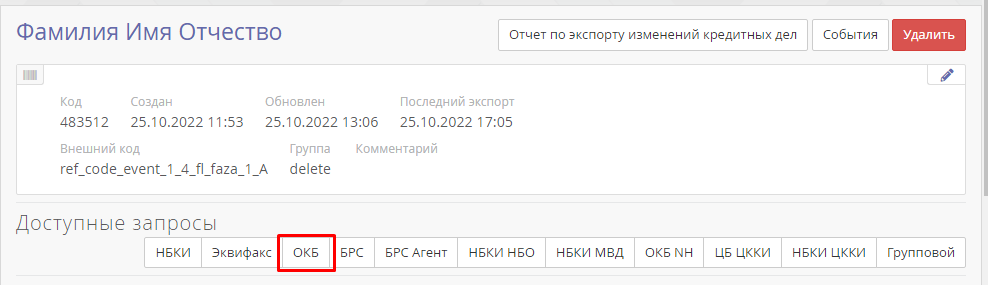 Фамилия Имя Отчество
Отчет по экспорту изменений кредитных дел События Удалить
Код Создан Обновлен Последний экспорт
483512 25.10.2022 11:53 25.10.2022 13:06 25.10.2022 17:05
Внешний код Группа Комментарий
ref_code_event_1_4_fl_faza_1_A delete
Доступные запросы
НБКИ Эквифакс ОКБ БРС БРС Агент НБКИ НБО НБКИ МВД ОКБ NH ЦБ ЦККИ НБКИ ЦККИ Групповой